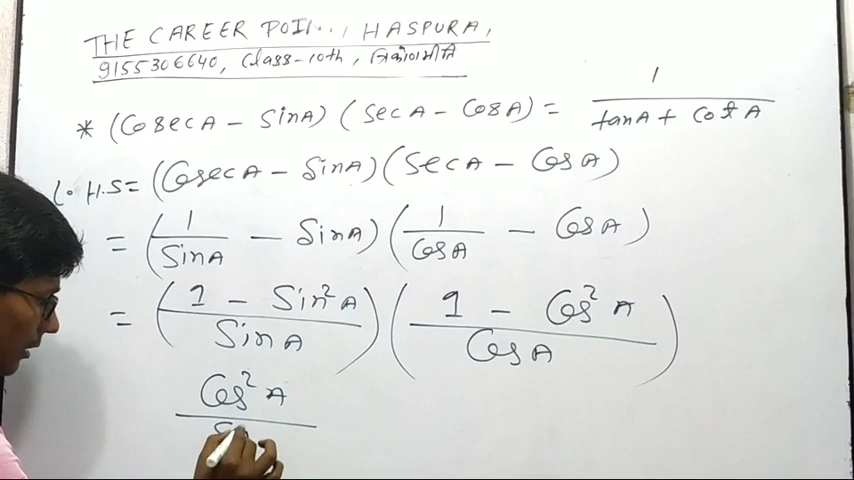 THE CAREER POIN., HASPURA,
9155306640, Class-10th, त्रिकोणमिति
* (CosecA - SinA) (SecA - CosA) = 1/(tanA + CotA)
L.H.S = (CosecA - SinA) (SecA - CosA)
= (1/SinA - SinA) (1/CosA - CosA)
= ((1 - Sin²A)/SinA) ((1 - Cos²A)/CosA)
Cos²A